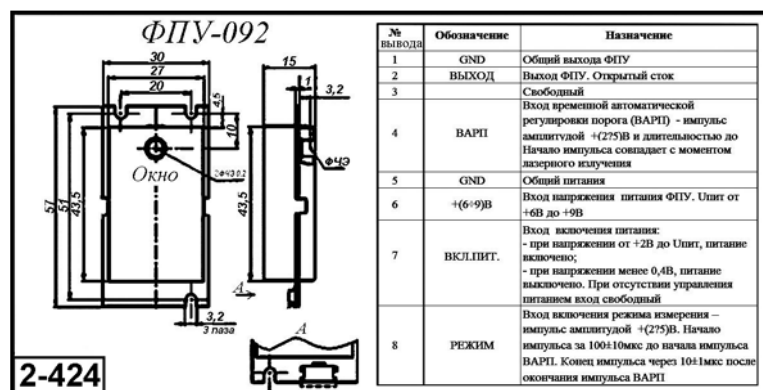 ФПУ-092
30
27
20
4,5
10
Окно
57
51
43,5
3,2
3 паза
15
1
3,2
ФЧЭ
43,5
А
А
2-424
№ вывода Обозначение Назначение
1 GND Общий выхода ФПУ
2 ВЫХОД Выход ФПУ. Открытый сток
3 Свободный
4 ВАРП Вход временной автоматической
регулировки порога (ВАРП) - импульс
амплитудой +(2?5)В и длительностью до
Начало импульса совпадает с моментом
лазерного излучения
5 GND Общий питания
6 +(6÷9)В Вход напряжения питания ФПУ. Uпит от
+6В до +9В
7 ВКЛ.ПИТ. Вход включения питания:
- при напряжении от +2В до Uпит, питание
включено;
- при напряжении менее 0,4В, питание
выключено. При отсутствии управления
питанием вход свободный
8 РЕЖИМ Вход включения режима измерения –
импульс амплитудой +(2?5)В. Начало
импульса за 100±10мкс до начала импульса
ВАРП. Конец импульса через 10±1мкс после
окончания импульса ВАРП